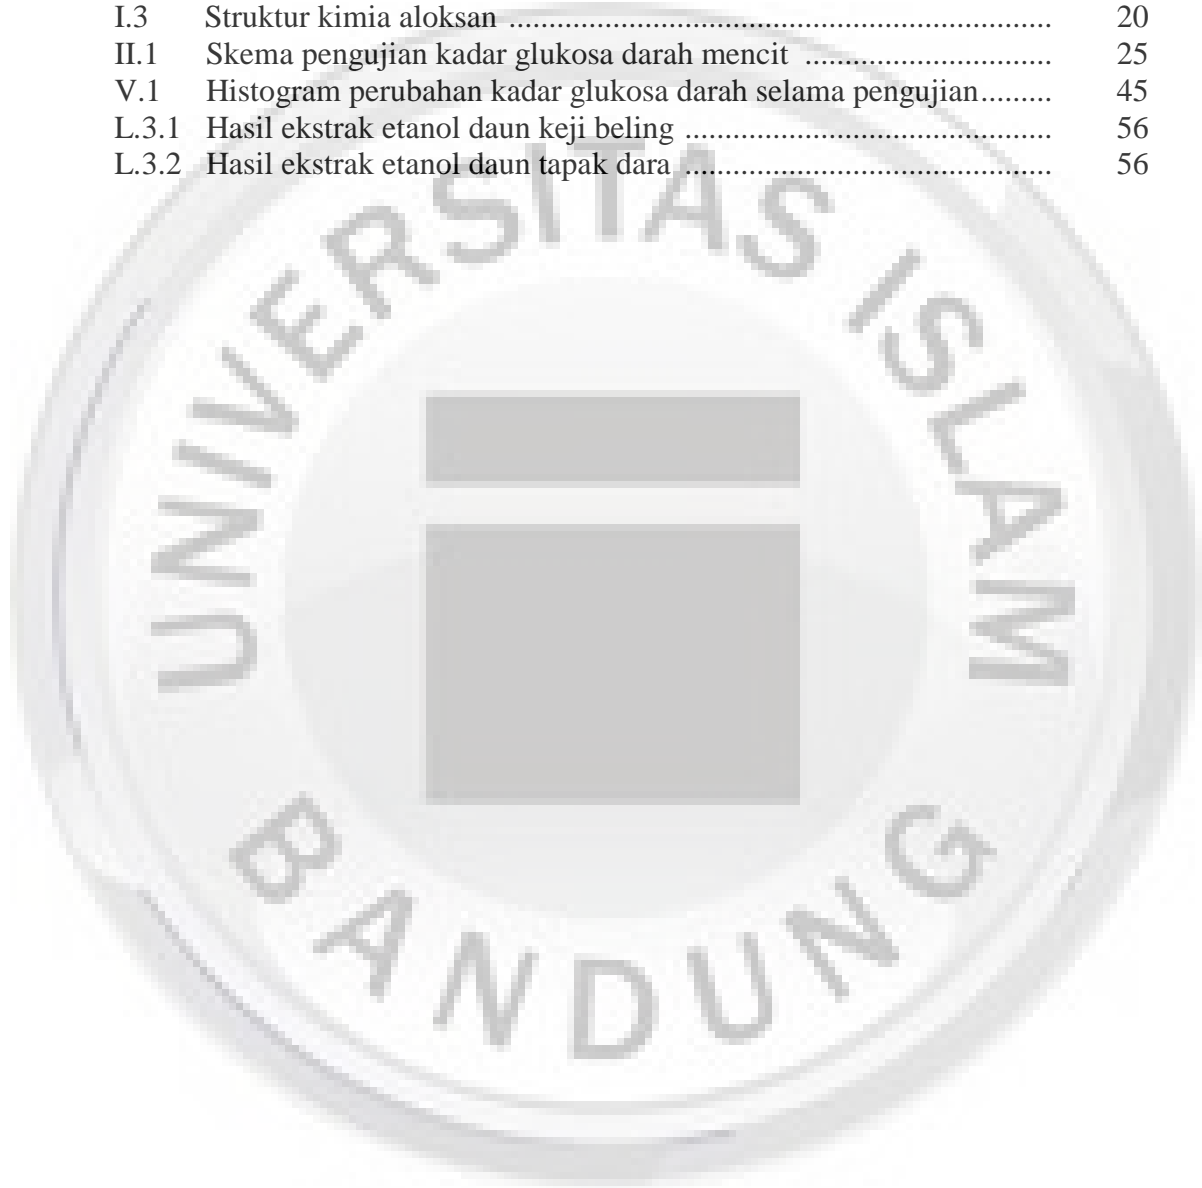 I.3 Struktur kimia aloksan ................................................................... 20
II.1 Skema pengujian kadar glukosa darah mencit ............................... 25
V.1 Histogram perubahan kadar glukosa darah selama pengujian......... 45
L.3.1 Hasil ekstrak etanol daun keji beling .............................................. 56
L.3.2 Hasil ekstrak etanol daun tapak dara .............................................. 56
UNIVERSITAS ISLAM
BANDUNG